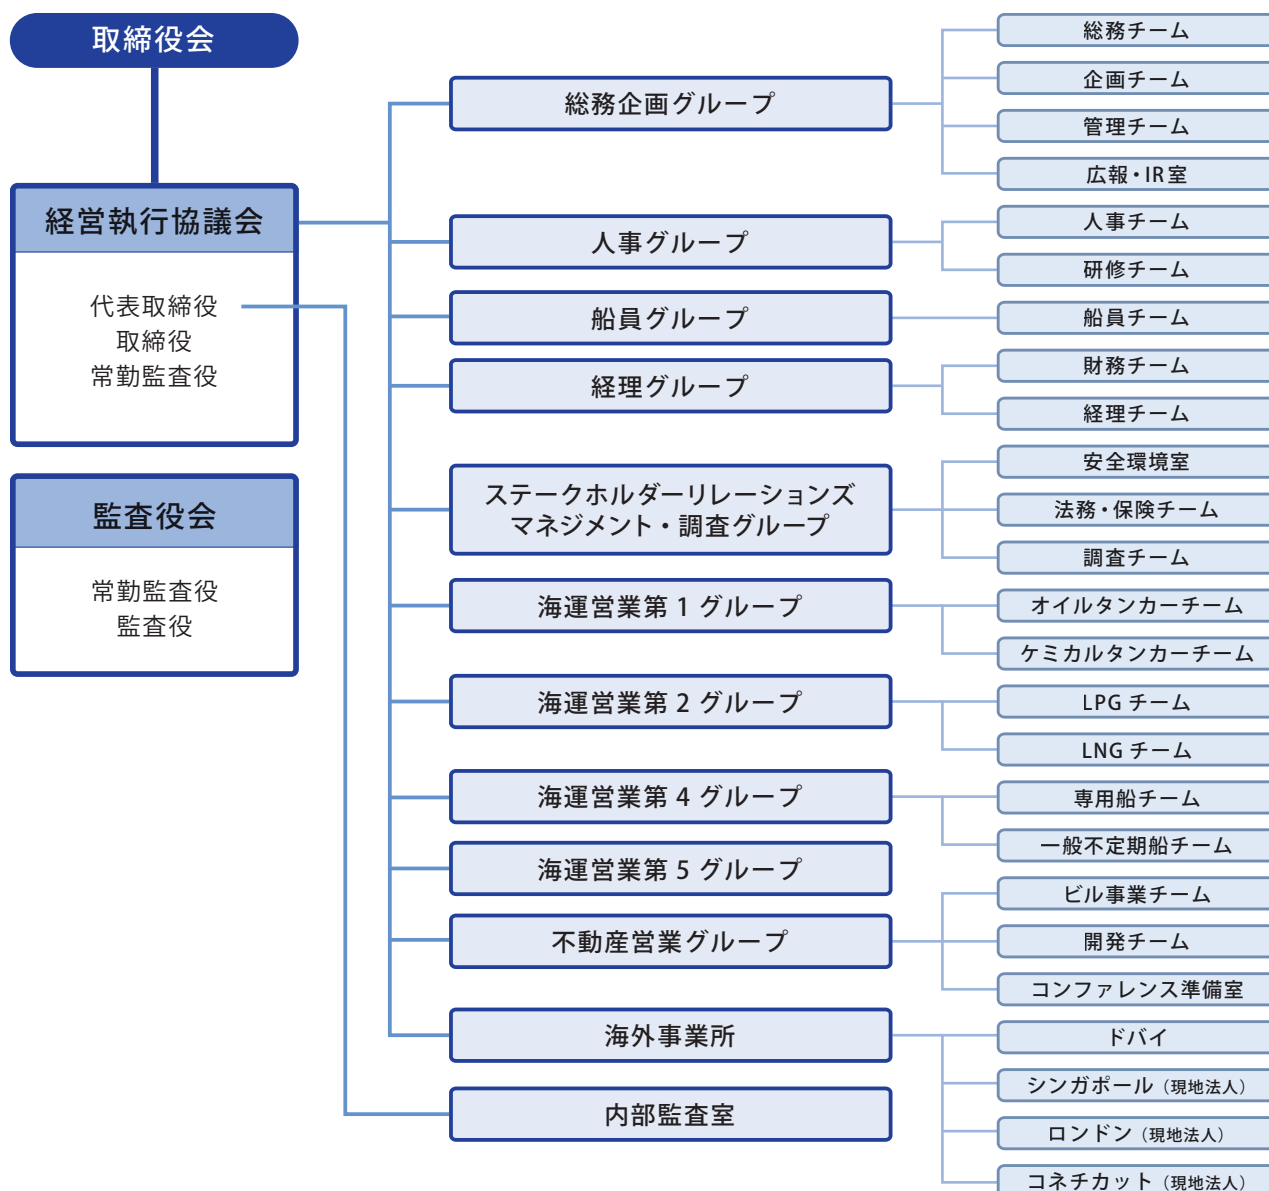 取締役会
経営執行協議会
代表取締役
取締役
常勤監査役
監査役会
常勤監査役
監査役
総務企画グループ
総務チーム
企画チーム
管理チーム
広報・IR室
人事グループ
人事チーム
研修チーム
船員グループ
船員チーム
経理グループ
財務チーム
経理チーム
ステークホルダーリレーションズ
マネジメント・調査グループ
安全環境室
法務・保険チーム
調査チーム
海運営業第 1 グループ
オイルタンカーチーム
ケミカルタンカーチーム
海運営業第 2 グループ
LPG チーム
LNG チーム
海運営業第 4 グループ
専用船チーム
一般不定期船チーム
海運営業第 5 グループ
不動産営業グループ
ビル事業チーム
開発チーム
コンファレンス準備室
海外事業所
ドバイ
シンガポール（現地法人）
ロンドン（現地法人）
コネチカット（現地法人）
内部監査室